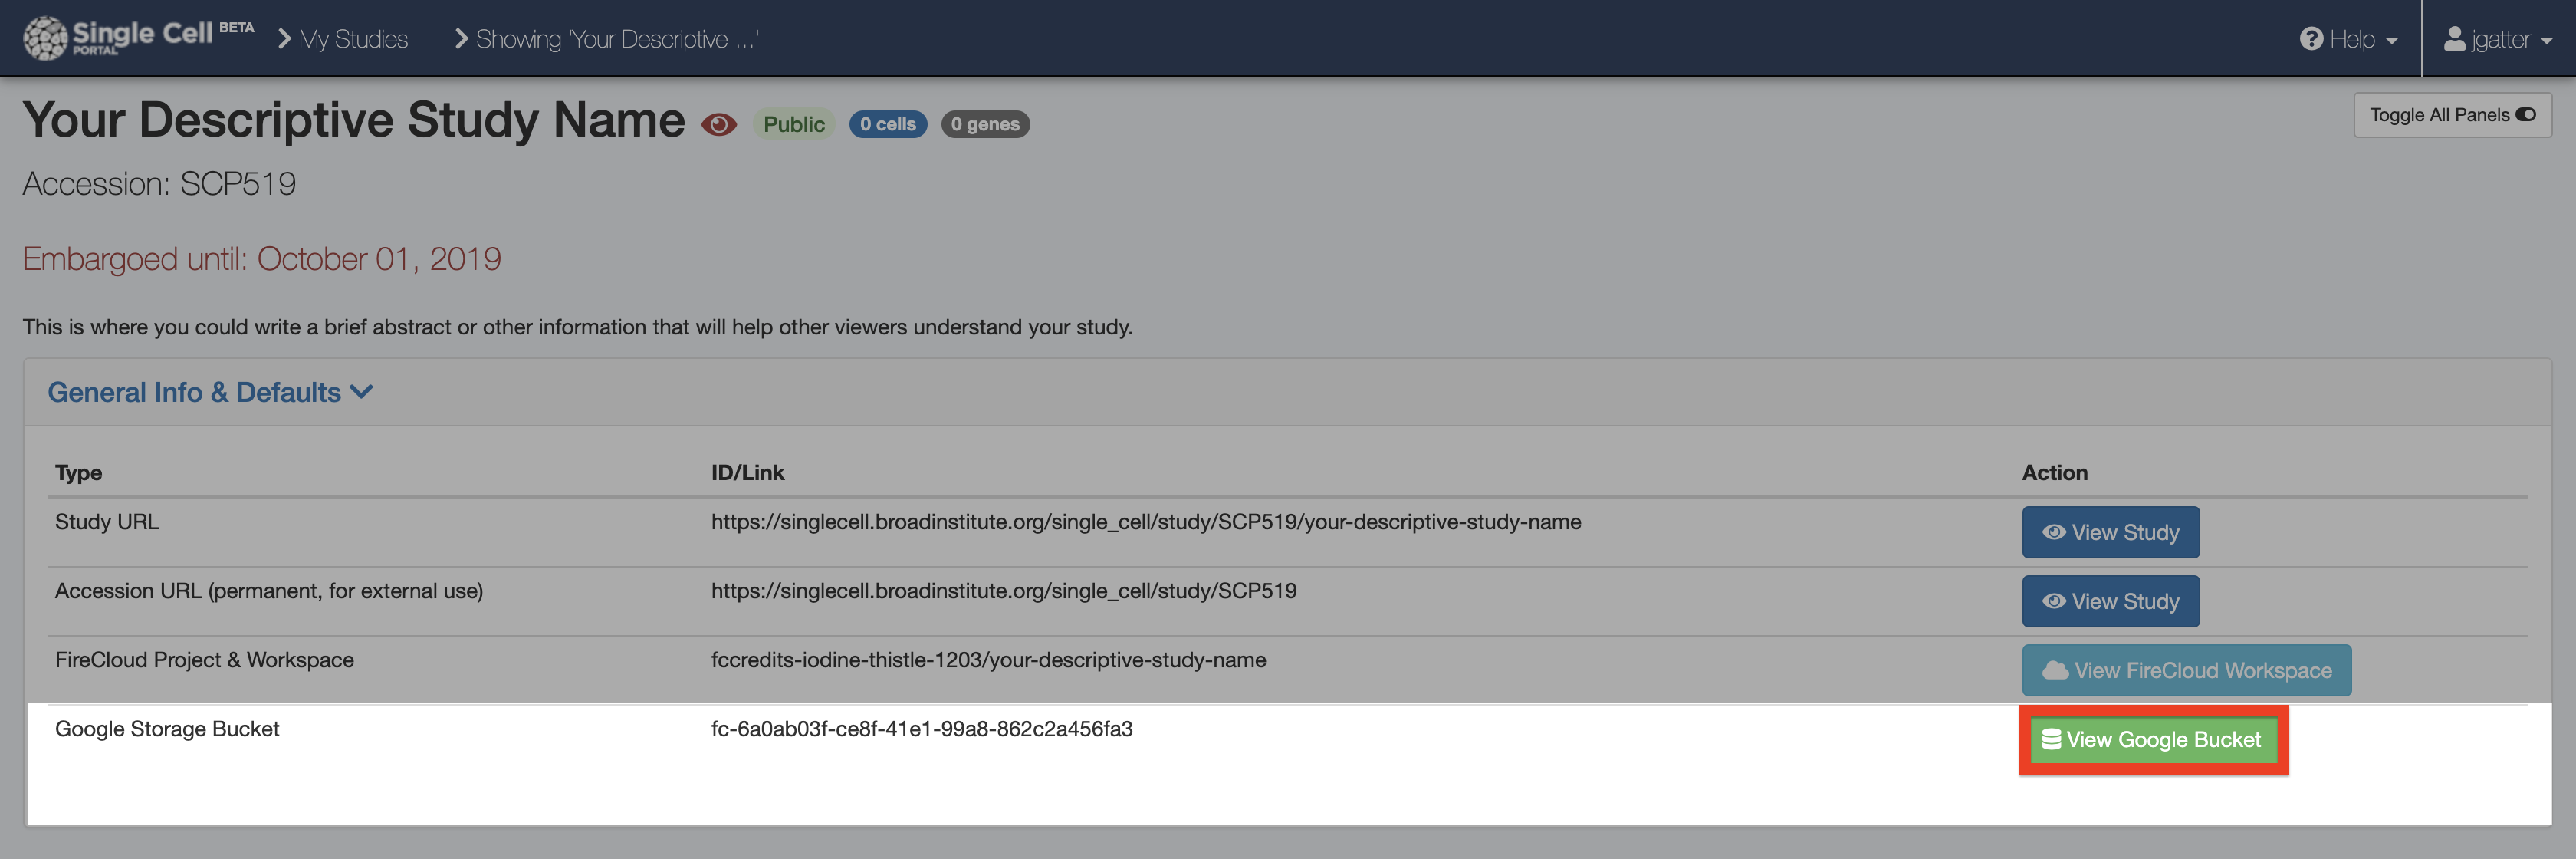 Single Cell BETA
PORTAL
My Studies
Showing 'Your Descriptive ...'
Help
jgatter
Your Descriptive Study Name Public 0 cells 0 genes
Toggle All Panels
Accession: SCP519
Embargoed until: October 01, 2019
This is where you could write a brief abstract or other information that will help other viewers understand your study.
General Info & Defaults
Type ID/Link Action
Study URL https://singlecell.broadinstitute.org/single_cell/study/SCP519/your-descriptive-study-name View Study
Accession URL (permanent, for external use) https://singlecell.broadinstitute.org/single_cell/study/SCP519 View Study
FireCloud Project & Workspace fccredits-iodine-thistle-1203/your-descriptive-study-name View FireCloud Workspace
Google Storage Bucket fc-6a0ab03f-ce8f-41e1-99a8-862c2a456fa3 View Google Bucket